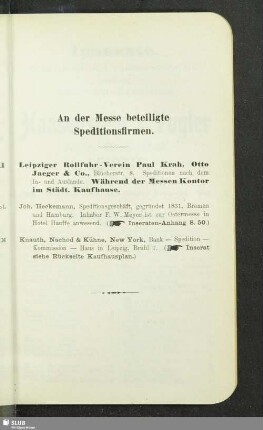 An der Messe beteiligte
Speditionsfirmen.
Leipziger Rollfuhr-Verein Paul Krah. Otto
Jaeger & Co., 8. Speditionen nach dem
In- und Auslande. Während der Messen Kontor
im Städt. Kaufhause.
Joh. Heckemann, Speditionsgeschäft, gegründet 1831, Bremen
und Hamburg. Inhaber F. W. Meyer ist zur Ostermesse in
Hotel Hauffe anwesend. (☛ Inseraten-Anhang S. 50.)
Knauth, Nachod & Kühne, New York, Bank — Spedition —
Kommission — Haus in Leipzig, Brühl (☛ Inserat
siehe Rückseite Kaufhausplan.)
SLUB